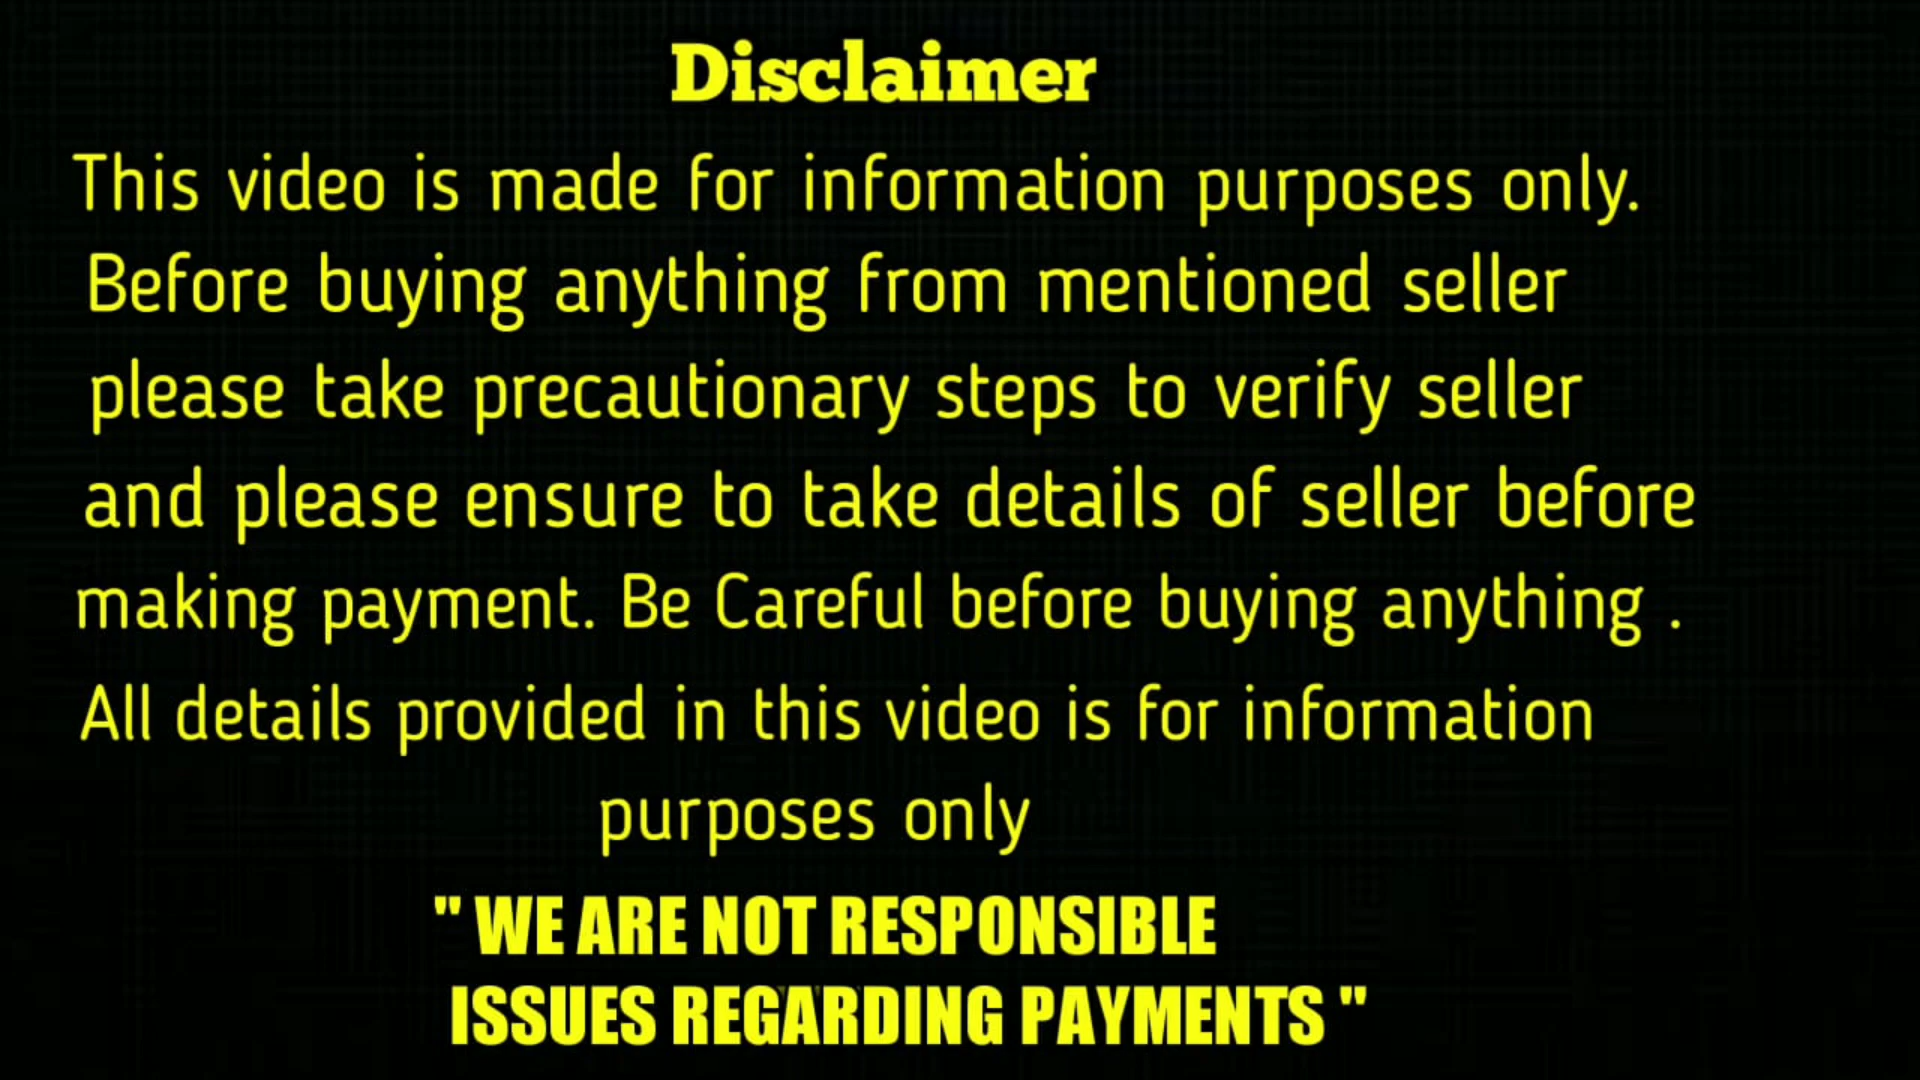 Disclaimer
This video is made for information purposes only.
Before buying anything from mentioned seller
please take precautionary steps to verify seller
and please ensure to take details of seller before
making payment. Be Careful before buying anything .
All details provided in this video is for information
purposes only
" WE ARE NOT RESPONSIBLE
ISSUES REGARDING PAYMENTS "